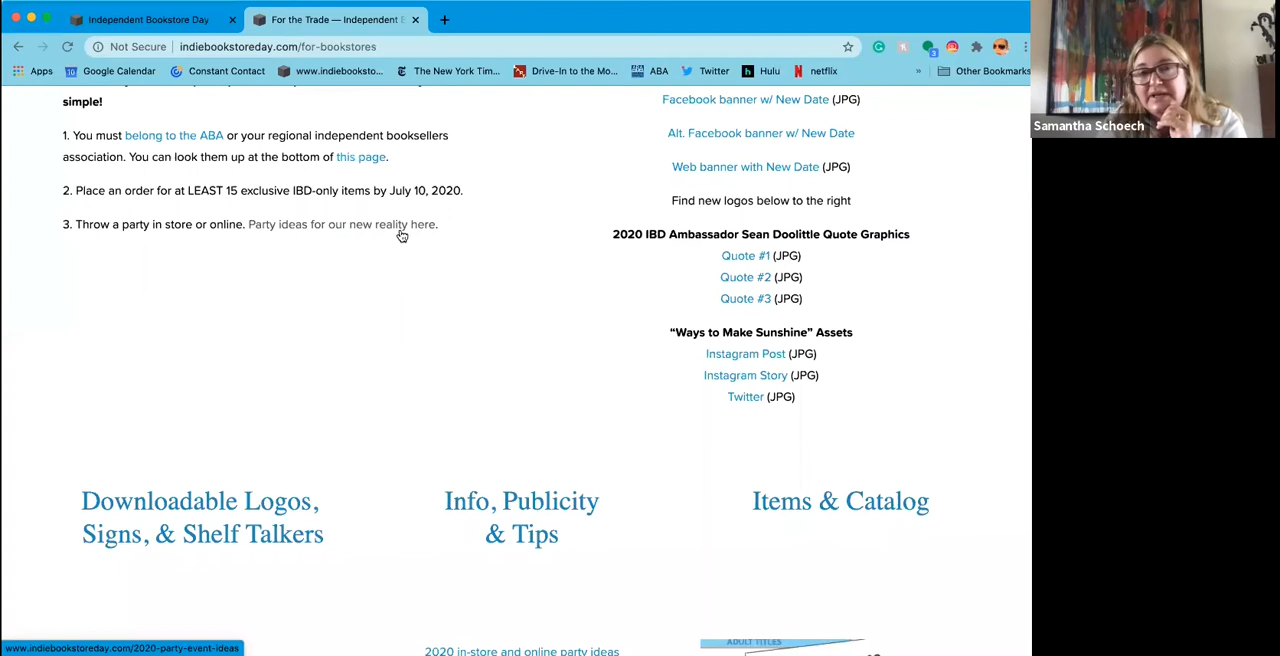 Independent Bookstore Day
For the Trade — Independent B
Not Secure
indiebookstoreday.com/for-bookstores
3
Apps
10
Google Calendar
Constant Contact
www.indiebooksto...
The New York Tim...
Drive-In to the Mo...
ABA
Twitter
h
Hulu
N
netflix
»
Other Bookmarks
Samantha Schoech
simple!
1. You must belong to the ABA or your regional independent booksellers
association. You can look them up at the bottom of this page.
2. Place an order for at LEAST 15 exclusive IBD-only items by July 10, 2020.
3. Throw a party in store or online. Party ideas for our new reality here.
Facebook banner w/ New Date (JPG)
Alt. Facebook banner w/ New Date
Web banner with New Date (JPG)
Find new logos below to the right
2020 IBD Ambassador Sean Doolittle Quote Graphics
Quote #1 (JPG)
Quote #2 (JPG)
Quote #3 (JPG)
“Ways to Make Sunshine” Assets
Instagram Post (JPG)
Instagram Story (JPG)
Twitter (JPG)
Downloadable Logos,
Signs, & Shelf Talkers
Info, Publicity
& Tips
Items & Catalog
2020 in-store and online party ideas
ADULT TITLES
www.indiebookstoreday.com/2020-party-event-ideas